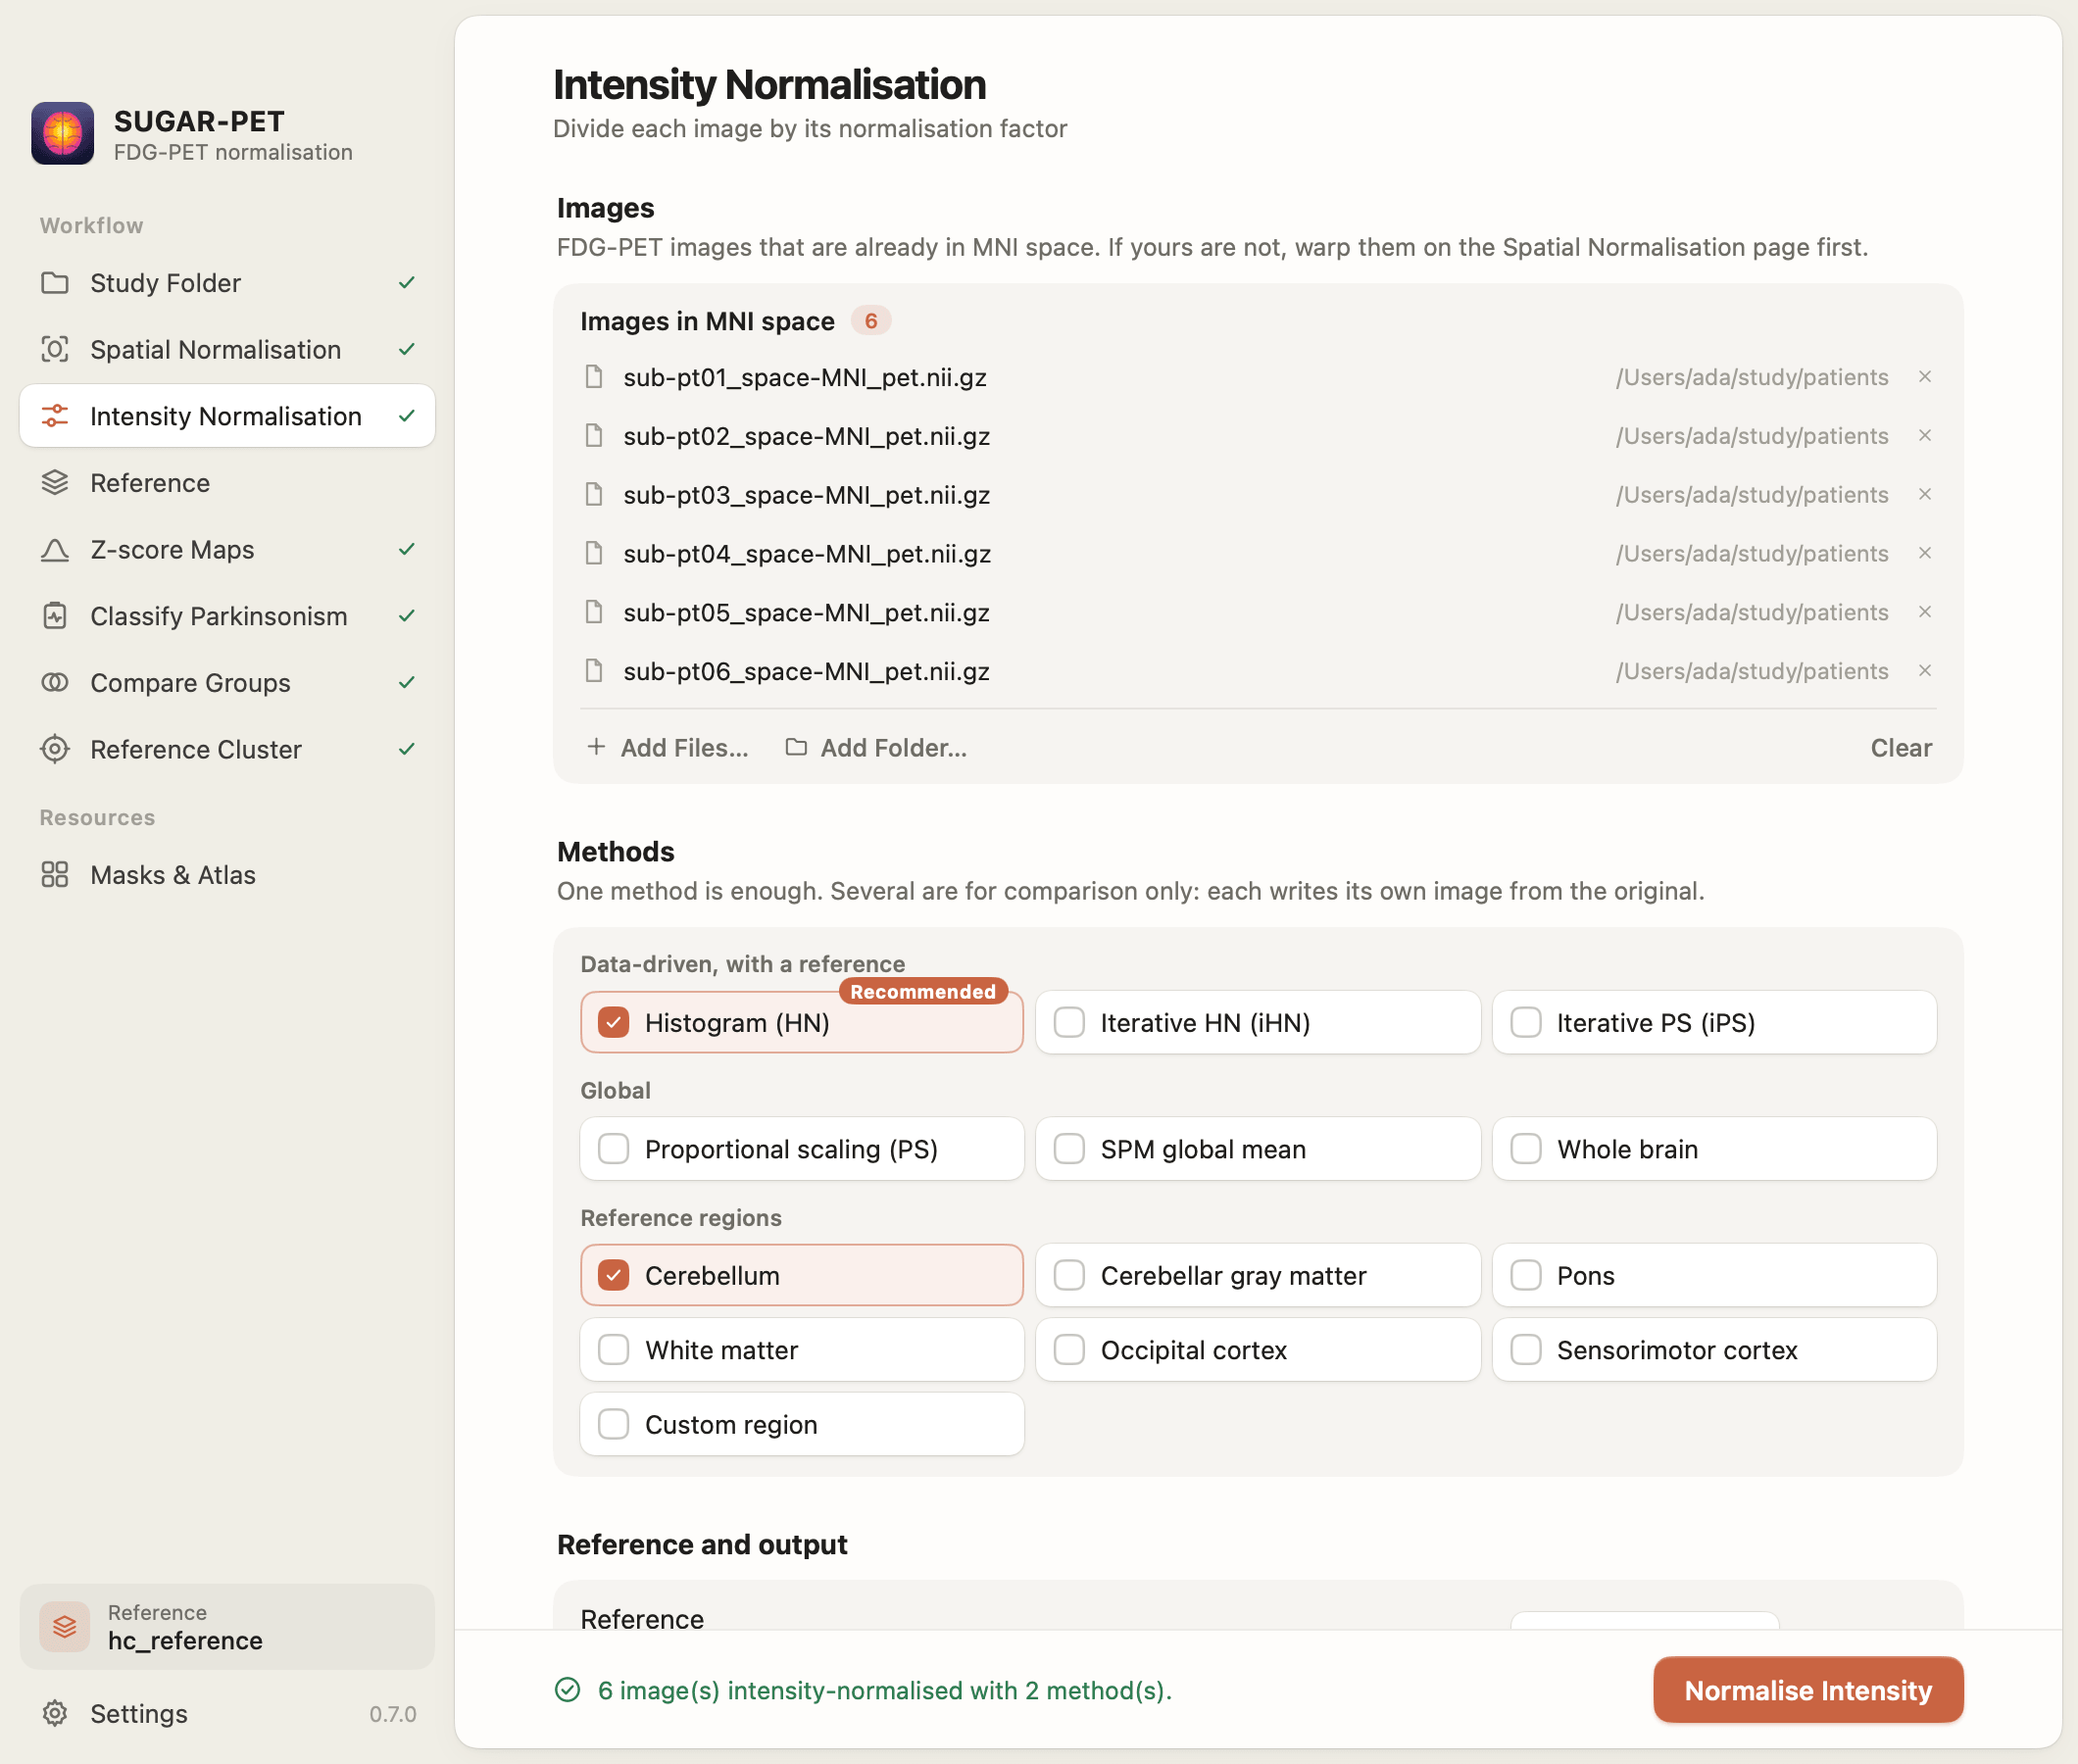 SUGAR-PET
FDG-PET normalisation
Workflow
Study Folder
Spatial Normalisation
Intensity Normalisation
Reference
Z-score Maps
Classify Parkinsonism
Compare Groups
Reference Cluster
Resources
Masks & Atlas
Reference
hc_reference
Settings
0.7.0
Intensity Normalisation
Divide each image by its normalisation factor
Images
FDG-PET images that are already in MNI space. If yours are not, warp them on the Spatial Normalisation page first.
Images in MNI space 6
sub-pt01_space-MNI_pet.nii.gz /Users/ada/study/patients
sub-pt02_space-MNI_pet.nii.gz /Users/ada/study/patients
sub-pt03_space-MNI_pet.nii.gz /Users/ada/study/patients
sub-pt04_space-MNI_pet.nii.gz /Users/ada/study/patients
sub-pt05_space-MNI_pet.nii.gz /Users/ada/study/patients
sub-pt06_space-MNI_pet.nii.gz /Users/ada/study/patients
Add Files... Add Folder... Clear
Methods
One method is enough. Several are for comparison only: each writes its own image from the original.
Data-driven, with a reference
Recommended
Histogram (HN) Iterative HN (iHN) Iterative PS (iPS)
Global
Proportional scaling (PS) SPM global mean Whole brain
Reference regions
Cerebellum Cerebellar gray matter Pons
White matter Occipital cortex Sensorimotor cortex
Custom region
Reference and output
Reference
6 image(s) intensity-normalised with 2 method(s).
Normalise Intensity